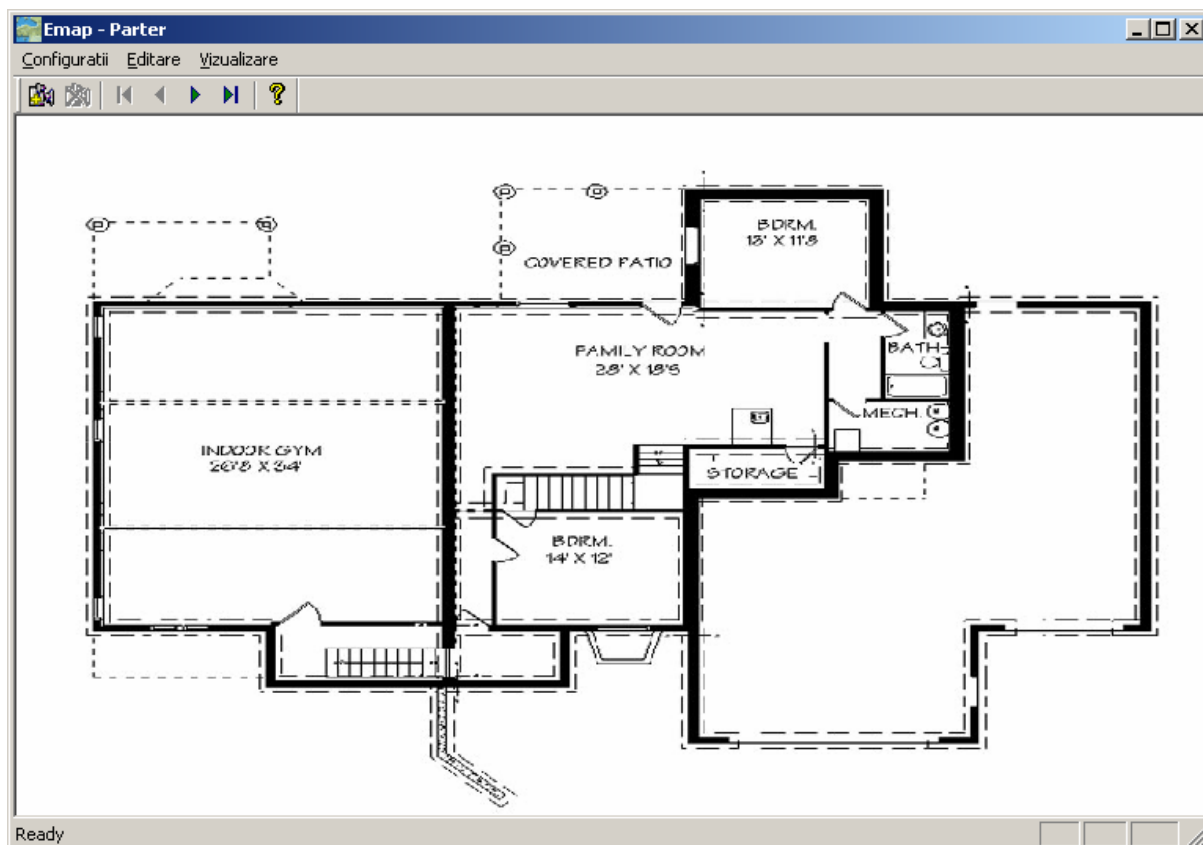 Emap - Parter
Configuratii Editare Vizualizare
BDRM.
13' X 11'8
COVERED PATIO
FAMILY ROOM
28' X 18'6
BATH
MECH.
INDOOR GYM
26'8 X 34'
STORAGE
BDRM.
14' X 12'
Ready